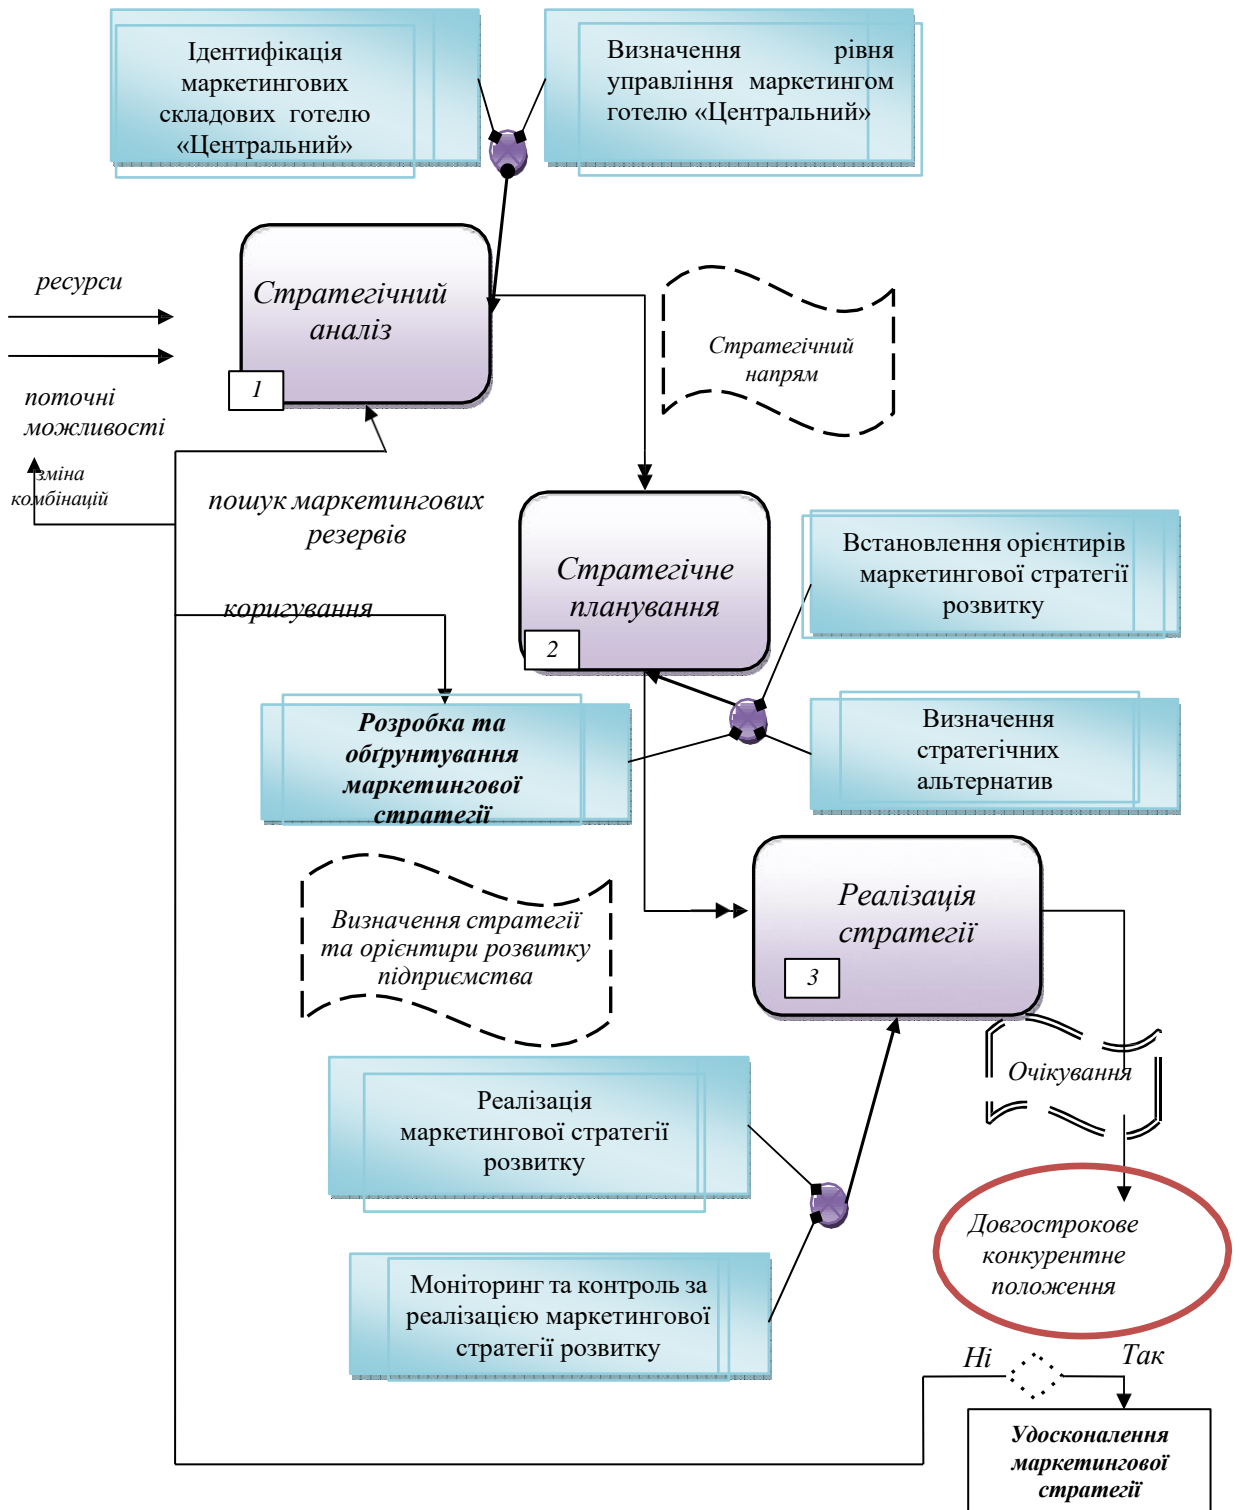 Ідентифікація
маркетингових
складових готелю
«Центральний»
Визначення рівня
управління маркетингом
готелю «Центральний»
ресурси
Стратегічний
аналіз
1
Стратегічний
напрям
поточні
можливості
зміна
комбінацій
пошук маркетингових
резервів
Стратегічне
планування
2
Встановлення орієнтирів
маркетингової стратегії
розвитку
коригування
Розробка та
обґрунтування
маркетингової
стратегії
Визначення
стратегічних
альтернатив
Реалізація
стратегії
3
Визначення стратегії
та орієнтири розвитку
підприємства
Очікування
Реалізація
маркетингової стратегії
розвитку
Довгострокове
конкурентне
положення
Моніторинг та контроль за
реалізацією маркетингової
стратегії розвитку
Ні
Так
Удосконалення
маркетингової
стратегії